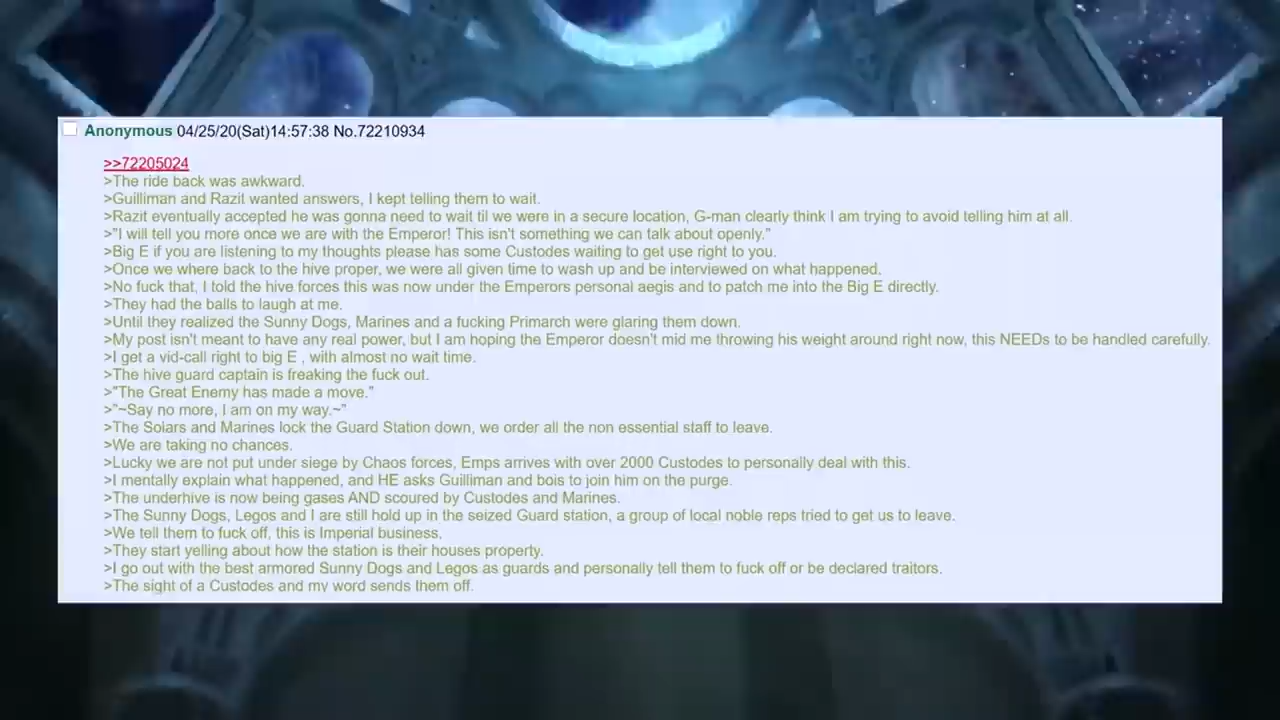 Anonymous 04/25/20(Sat)14:57:38 No.72210934
>>72205024
>The ride back was awkward.
>Guilliman and Razit wanted answers, I kept telling them to wait.
>Razit eventually accepted he was gonna need to wait til we were in a secure location, G-man clearly think I am trying to avoid telling him at all.
>"I will tell you more once we are with the Emperor! This isn't something we can talk about openly."
>Big E if you are listening to my thoughts please has some Custodes waiting to get use right to you.
>Once we where back to the hive proper, we were all given time to wash up and be interviewed on what happened.
>No fuck that, I told the hive forces this was now under the Emperors personal aegis and to patch me into the Big E directly.
>They had the balls to laugh at me.
>Until they realized the Sunny Dogs, Marines and a fucking Primarch were glaring them down.
>My post isn't meant to have any real power, but I am hoping the Emperor doesn't mid me throwing his weight around right now, this NEEDs to be handled carefully.
>I get a vid-call right to big E , with almost no wait time.
>The hive guard captain is freaking the fuck out.
>"The Great Enemy has made a move."
>"~Say no more, I am on my way.~"
>The Solars and Marines lock the Guard Station down, we order all the non essential staff to leave.
>We are taking no chances.
>Lucky we are not put under siege by Chaos forces, Emps arrives with over 2000 Custodes to personally deal with this.
>I mentally explain what happened, and HE asks Guilliman and bois to join him on the purge.
>The underhive is now being gases AND scoured by Custodes and Marines.
>The Sunny Dogs, Legos and I are still hold up in the seized Guard station, a group of local noble reps tried to get us to leave.
>We tell them to fuck off, this is Imperial business.
>They start yelling about how the station is their houses property.
>I go out with the best armored Sunny Dogs and Legos as guards and personally tell them to fuck off or be declared traitors.
>The sight of a Custodes and my word sends them off.